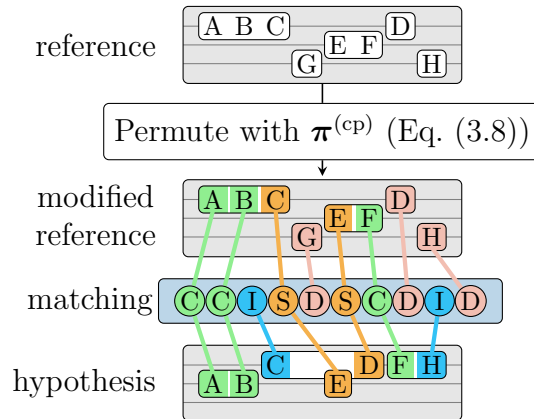 A B C D
reference E F
G H
Permute with π^(cp) (Eq. (3.8))
modified A B C D
E F
reference G H
matching C C I S D S C D I D
C D F H
hypothesis A B E